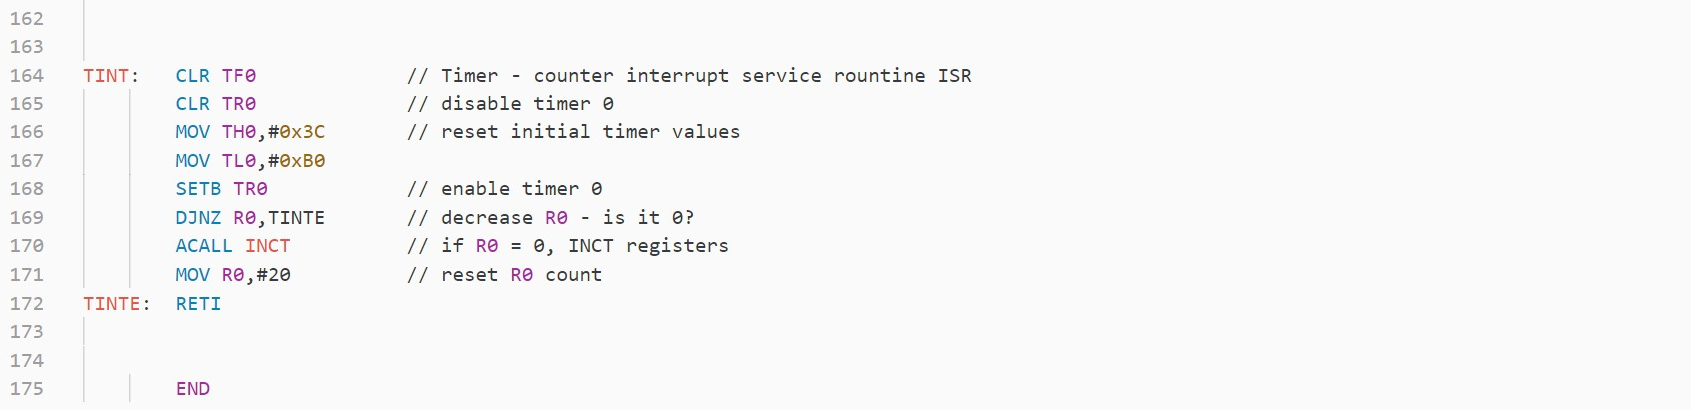 162
163
164 TINT: CLR TF0 // Timer - counter interrupt service rountine ISR
165 CLR TR0 // disable timer 0
166 MOV TH0,#0x3C // reset initial timer values
167 MOV TL0,#0xB0
168 SETB TR0 // enable timer 0
169 DJNZ R0,TINTE // decrease R0 - is it 0?
170 ACALL INCT // if R0 = 0, INCT registers
171 MOV R0,#20 // reset R0 count
172 TINTE: RETI
173
174
175 END